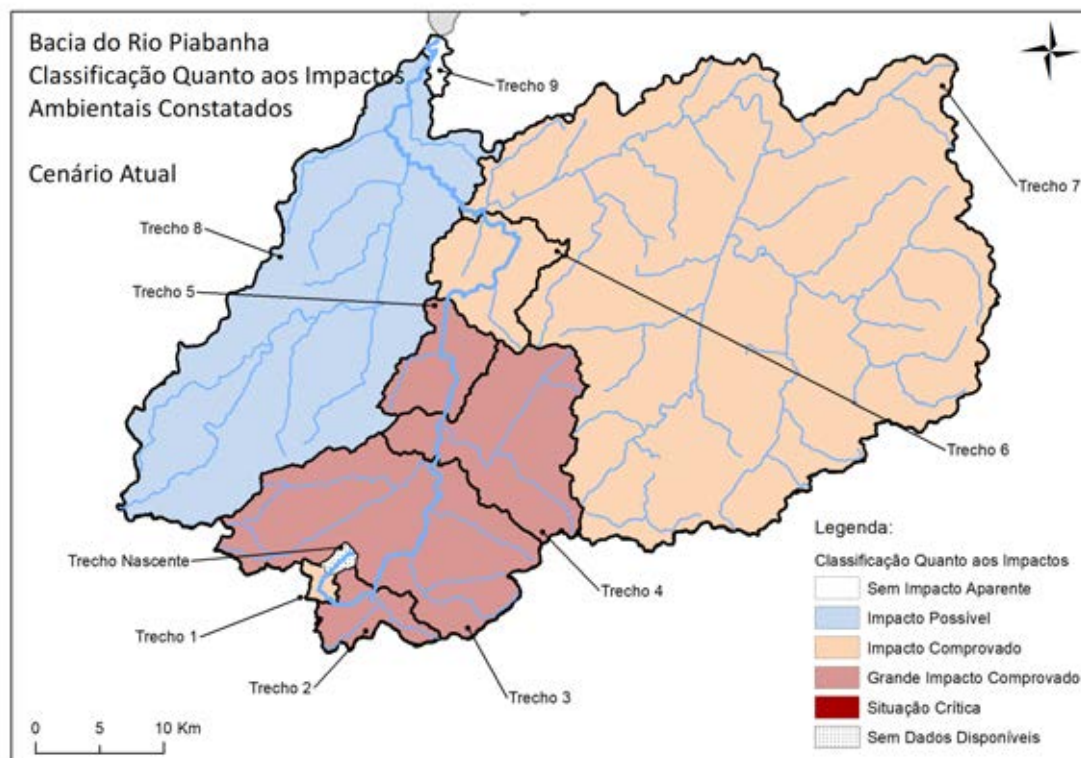 Bacia do Rio Piabanha
Classificação Quanto aos Impactos
Ambientais Constatados
Cenário Atual
Trecho 9
Trecho 7
Trecho 8
Trecho 5
Trecho 6
Trecho Nascente
Trecho 4
Trecho 1
Trecho 2
Trecho 3
Legenda:
Classificação Quanto aos Impactos
Sem Impacto Aparente
Impacto Possível
Impacto Comprovado
Grande Impacto Comprovado
Situação Crítica
Sem Dados Disponíveis
0 5 10 Km